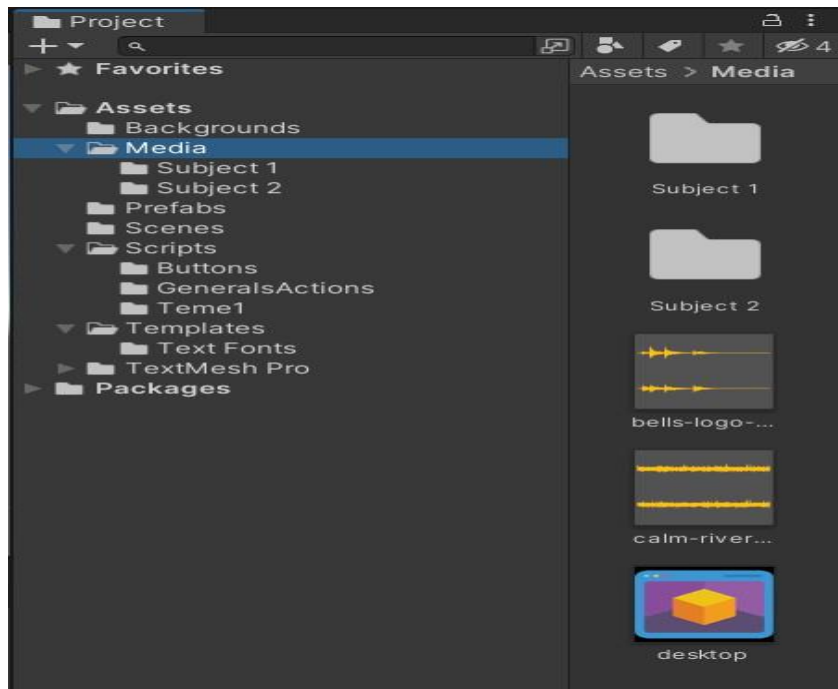 Project
4
Favorites
Assets
Backgrounds
Media
Subject 1
Subject 2
Prefabs
Scenes
Scripts
Buttons
GeneralsActions
Teme1
Templates
Text Fonts
TextMesh Pro
Packages
Assets > Media
Subject 1
Subject 2
bells-logo-...
calm-river...
desktop